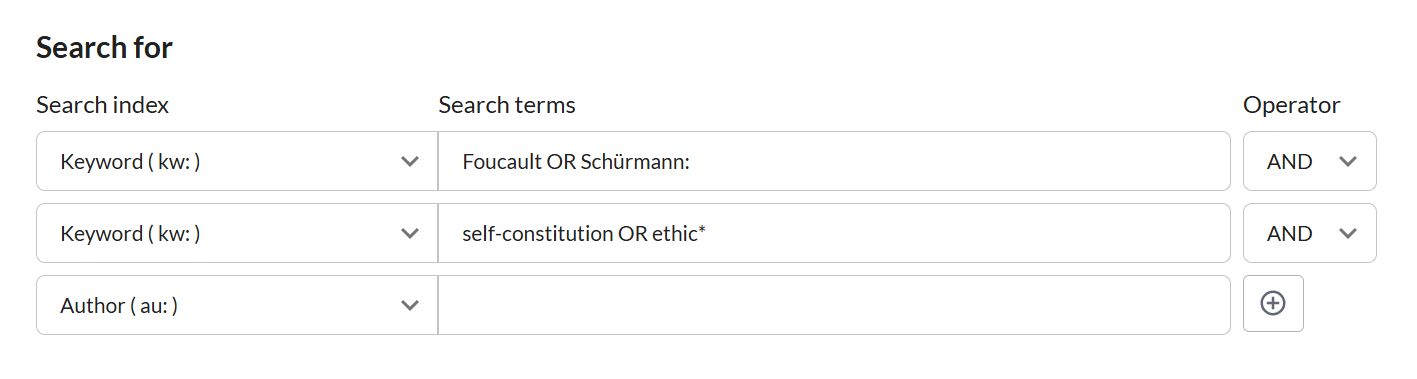 Search for
Search index Search terms Operator
Keyword ( kw: ) Foucault OR Schürmann: AND
Keyword ( kw: ) self-constitution OR ethic* AND
Author ( au: )